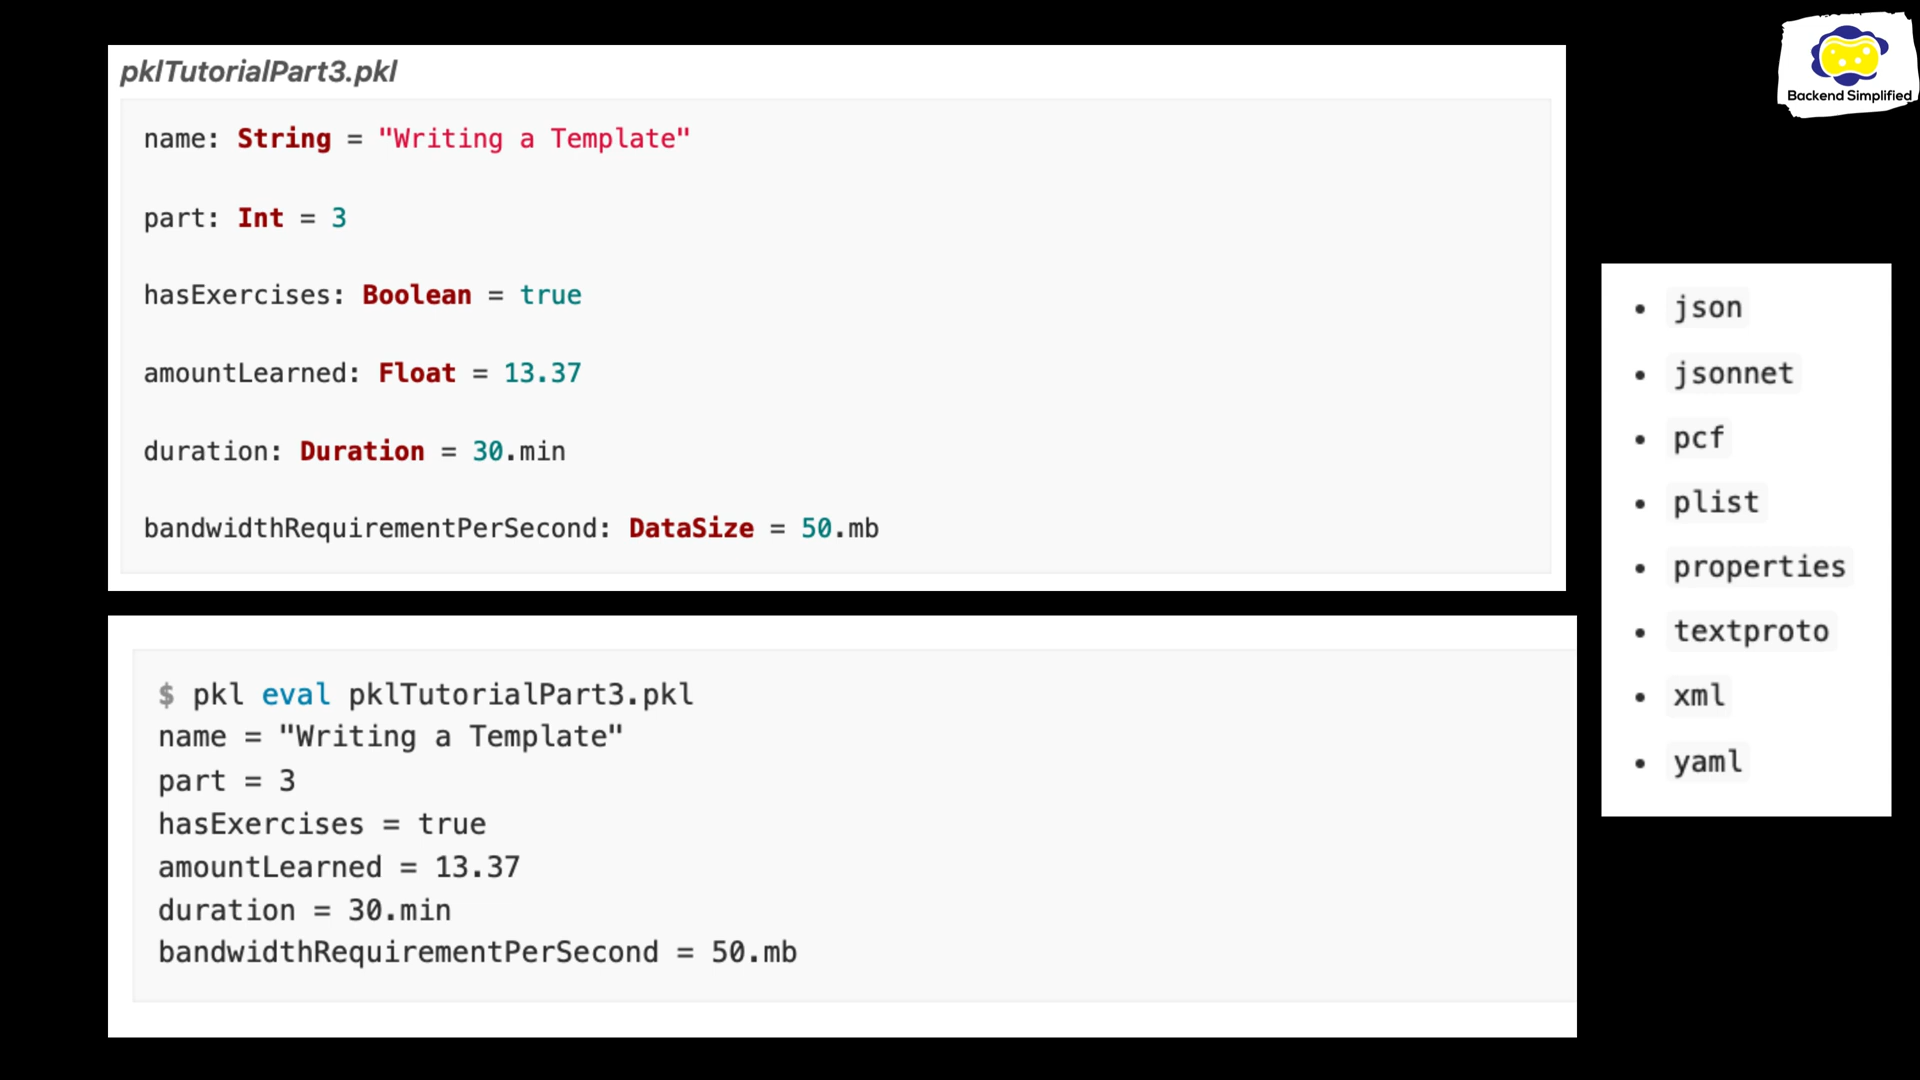 pklTutorialPart3.pkl
name: String = "Writing a Template"
part: Int = 3
hasExercises: Boolean = true
amountLearned: Float = 13.37
duration: Duration = 30.min
bandwidthRequirementPerSecond: DataSize = 50.mb
$ pkl eval pklTutorialPart3.pkl
name = "Writing a Template"
part = 3
hasExercises = true
amountLearned = 13.37
duration = 30.min
bandwidthRequirementPerSecond = 50.mb
• json
• jsonnet
• pcf
• plist
• properties
• textproto
• xml
• yaml
Backend Simplified